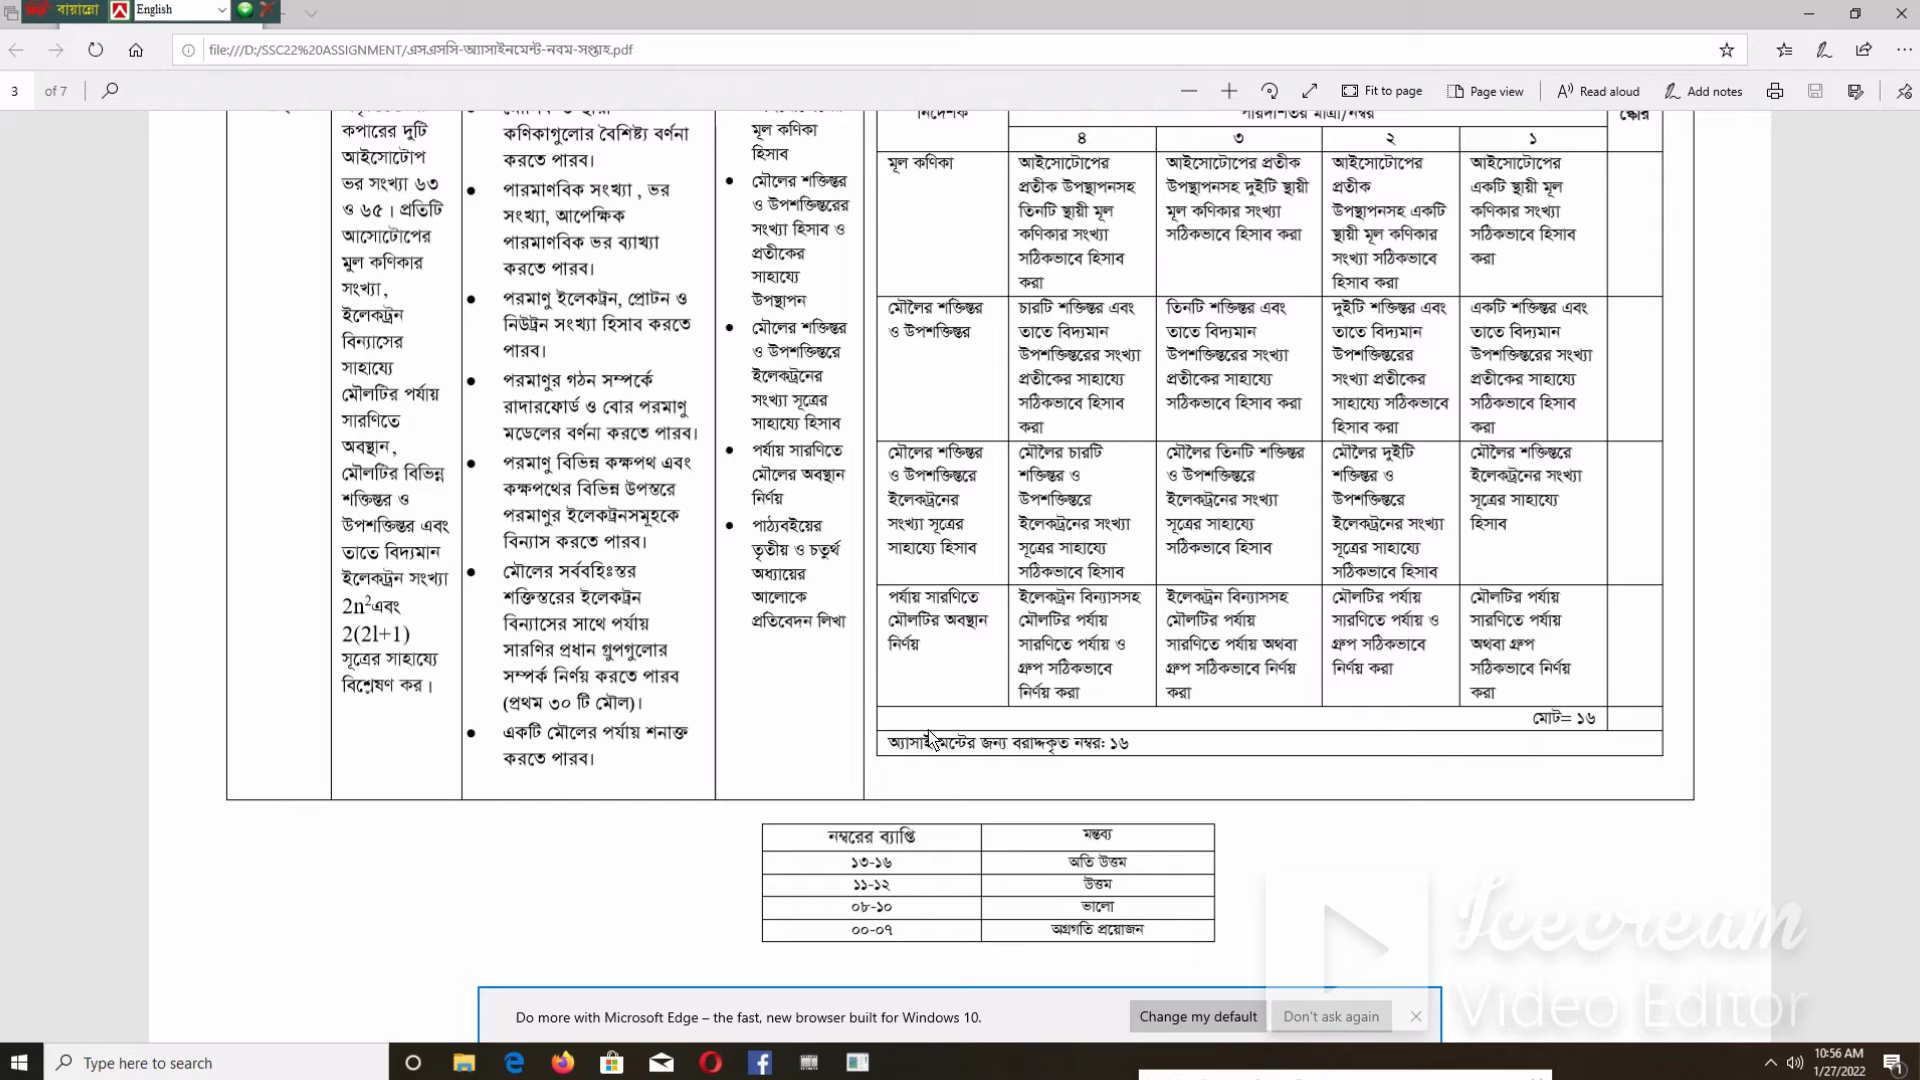 বায়ান্নো
English
file:///D:/SSC22%20ASSIGNMENT/এসএসসি-অ্যাসাইনমেন্ট-নবম-সপ্তাহ.pdf
3 of 7
Fit to page
Page view
Read aloud
Add notes
কপারের দুটি
আইসোটোপ
ভর সংখ্যা ৬৩
ও ৬৫। প্রতিটি
আসোটোপের
মুল কণিকার
সংখ্যা,
ইলেকট্রন
বিন্যাসের
সাহায্যে
মৌলটির পর্যায়
সারণিতে
অবস্থান,
মৌলটির বিভিন্ন
শক্তিস্তর ও
উপশক্তিস্তর এবং
তাতে বিদ্যমান
ইলেকট্রন সংখ্যা
2n²এবং
2(2l+1)
সূত্রের সাহায্যে
বিশ্লেষণ কর।
কণিকাগুলোর বৈশিষ্ট্য বর্ণনা
করতে পারব।
পারমাণবিক সংখ্যা , ভর
সংখ্যা, আপেক্ষিক
পারমাণবিক ভর ব্যাখ্যা
করতে পারব।
পরমাণু ইলেকট্রন, প্রোটন ও
নিউট্রন সংখ্যা হিসাব করতে
পারব।
পরমাণুর গঠন সম্পর্কে
রাদারফোর্ড ও বোর পরমাণু
মডেলের বর্ণনা করতে পারব।
পরমাণু বিভিন্ন কক্ষপথ এবং
কক্ষপথের বিভিন্ন উপস্তরে
পরমাণুর ইলেকট্রনসমূহকে
বিন্যাস করতে পারব।
মৌলের সর্ববহিঃস্তর
শক্তিস্তরের ইলেকট্রন
বিন্যাসের সাথে পর্যায়
সারণির প্রধান গ্রুপগুলোর
সম্পর্ক নির্ণয় করতে পারব
(প্রথম ৩০ টি মৌল)।
একটি মৌলের পর্যায় শনাক্ত
করতে পারব।
মূল কণিকা
হিসাব
মৌলের শক্তিস্তর
ও উপশক্তিস্তরের
সংখ্যা হিসাব ও
প্রতীকের
সাহায্যে
উপস্থাপন
মৌলের শক্তিস্তর
ও উপশক্তিস্তরে
ইলেকট্রনের
সংখ্যা সূত্রের
সাহায্যে হিসাব
পর্যায় সারণিতে
মৌলের অবস্থান
নির্ণয়
পাঠ্যবইয়ের
তৃতীয় ও চতুর্থ
অধ্যায়ের
আলোকে
প্রতিবেদন লিখা
নির্দেশক
পারদর্শিতার মাত্রা/নম্বর
স্কোর
৪
৩
২
১
মূল কণিকা
আইসোটোপের
প্রতীক উপস্থাপনসহ
তিনটি স্থায়ী মূল
কণিকার সংখ্যা
সঠিকভাবে হিসাব
করা
আইসোটোপের প্রতীক
উপস্থাপনসহ দুইটি স্থায়ী
মূল কণিকার সংখ্যা
সঠিকভাবে হিসাব করা
আইসোটোপের
প্রতীক
উপস্থাপনসহ একটি
স্থায়ী মূল কণিকার
সংখ্যা সঠিকভাবে
হিসাব করা
আইসোটোপের
একটি স্থায়ী মূল
কণিকার সংখ্যা
সঠিকভাবে হিসাব
করা
মৌলের শক্তিস্তর
ও উপশক্তিস্তর
চারটি শক্তিস্তর এবং
তাতে বিদ্যমান
উপশক্তিস্তরের সংখ্যা
প্রতীকের সাহায্যে
সঠিকভাবে হিসাব
করা
তিনটি শক্তিস্তর এবং
তাতে বিদ্যমান
উপশক্তিস্তরের সংখ্যা
প্রতীকের সাহায্যে
সঠিকভাবে হিসাব করা
দুইটি শক্তিস্তর এবং
তাতে বিদ্যমান
উপশক্তিস্তরের
সংখ্যা প্রতীকের
সাহায্যে সঠিকভাবে
হিসাব করা
একটি শক্তিস্তর এবং
তাতে বিদ্যমান
উপশক্তিস্তরের সংখ্যা
প্রতীকের সাহায্যে
সঠিকভাবে হিসাব
করা
মৌলের শক্তিস্তর
ও উপশক্তিস্তরে
ইলেকট্রনের
সংখ্যা সূত্রের
সাহায্যে হিসাব
মৌলের চারটি
শক্তিস্তর ও
উপশক্তিস্তরে
ইলেকট্রনের সংখ্যা
সূত্রের সাহায্যে
সঠিকভাবে হিসাব
মৌলের তিনটি শক্তিস্তর
ও উপশক্তিস্তরে
ইলেকট্রনের সংখ্যা
সূত্রের সাহায্যে
সঠিকভাবে হিসাব
মৌলের দুইটি
শক্তিস্তর ও
উপশক্তিস্তরে
ইলেকট্রনের সংখ্যা
সূত্রের সাহায্যে
সঠিকভাবে হিসাব
মৌলের শক্তিস্তরে
ইলেকট্রনের সংখ্যা
সূত্রের সাহায্যে
হিসাব
পর্যায় সারণিতে
মৌলটির অবস্থান
নির্ণয়
ইলেকট্রন বিন্যাসসহ
মৌলটির পর্যায়
সারণিতে পর্যায় ও
গ্রুপ সঠিকভাবে
নির্ণয় করা
ইলেকট্রন বিন্যাসসহ
মৌলটির পর্যায়
সারণিতে পর্যায় অথবা
গ্রুপ সঠিকভাবে নির্ণয়
করা
মৌলটির পর্যায়
সারণিতে পর্যায় ও
গ্রুপ সঠিকভাবে
নির্ণয় করা
মৌলটির পর্যায়
সারণিতে পর্যায়
অথবা গ্রুপ
সঠিকভাবে নির্ণয়
করা
মোট= ১৬
অ্যাসাইমেন্টের জন্য বরাদ্দকৃত নম্বর: ১৬
নম্বরের ব্যাপ্তি
মন্তব্য
১৩-১৬
অতি উত্তম
১১-১২
উত্তম
০৮-১০
ভালো
০০-০৭
অগ্রগতি প্রয়োজন
Icecream
Video Editor
Do more with Microsoft Edge – the fast, new browser built for Windows 10.
Change my default
Don't ask again
Type here to search
10:56 AM
1/27/2022
1